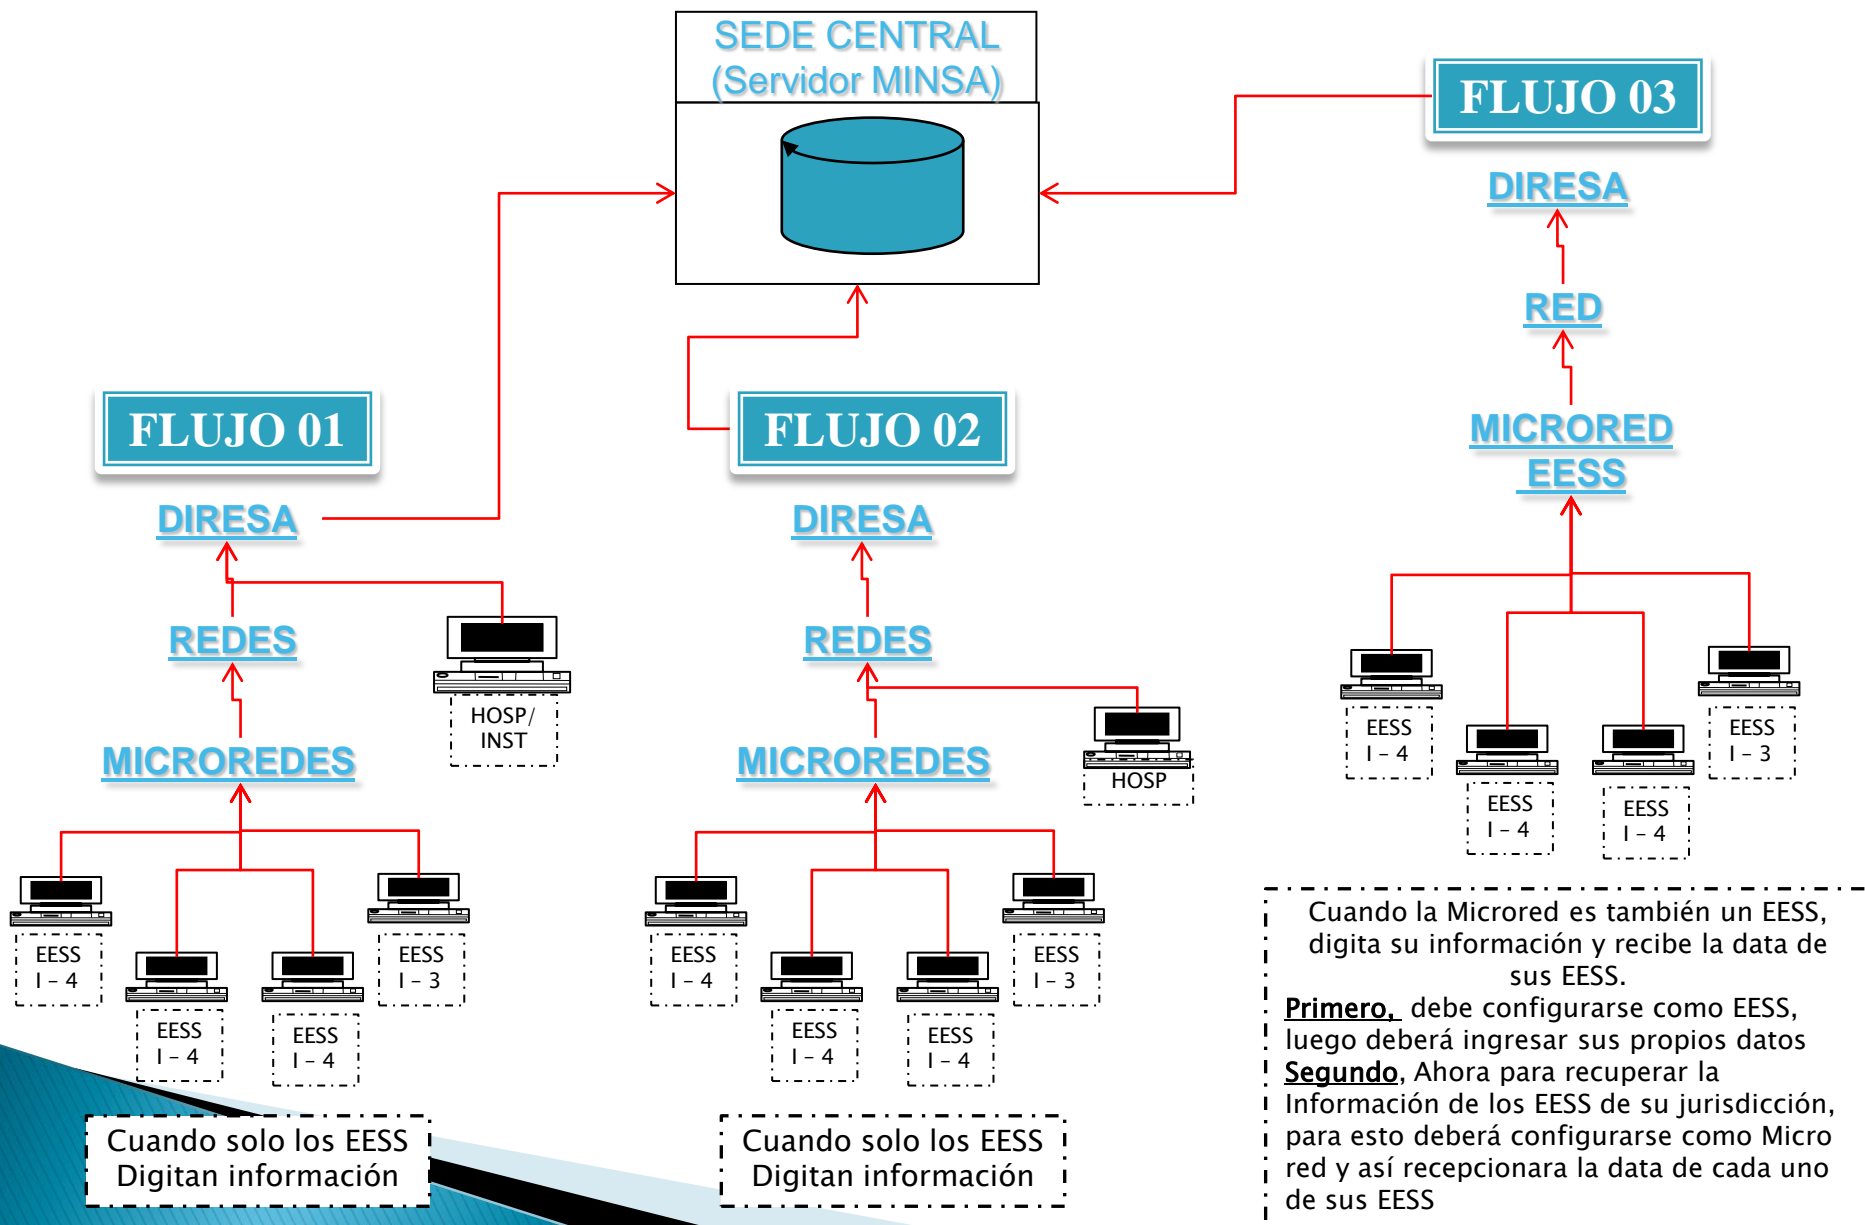 SEDE CENTRAL
(Servidor MINSA)
FLUJO 01
DIRESA
REDES
HOSP/
INST
MICROREDES
EESS
I – 4
EESS
I – 4
EESS
I – 4
EESS
I – 3
Cuando solo los EESS
Digitan información
FLUJO 02
DIRESA
REDES
HOSP
MICROREDES
EESS
I – 4
EESS
I – 4
EESS
I – 4
EESS
I – 3
Cuando solo los EESS
Digitan información
FLUJO 03
DIRESA
RED
MICRORED
EESS
EESS
I – 4
EESS
I – 4
EESS
I – 4
EESS
I – 3
Cuando la Microred es también un EESS,
digita su información y recibe la data de
sus EESS.
Primero, debe configurarse como EESS,
luego deberá ingresar sus propios datos
Segundo, Ahora para recuperar la
Información de los EESS de su jurisdicción,
para esto deberá configurarse como Micro
red y así recepcionara la data de cada uno
de sus EESS